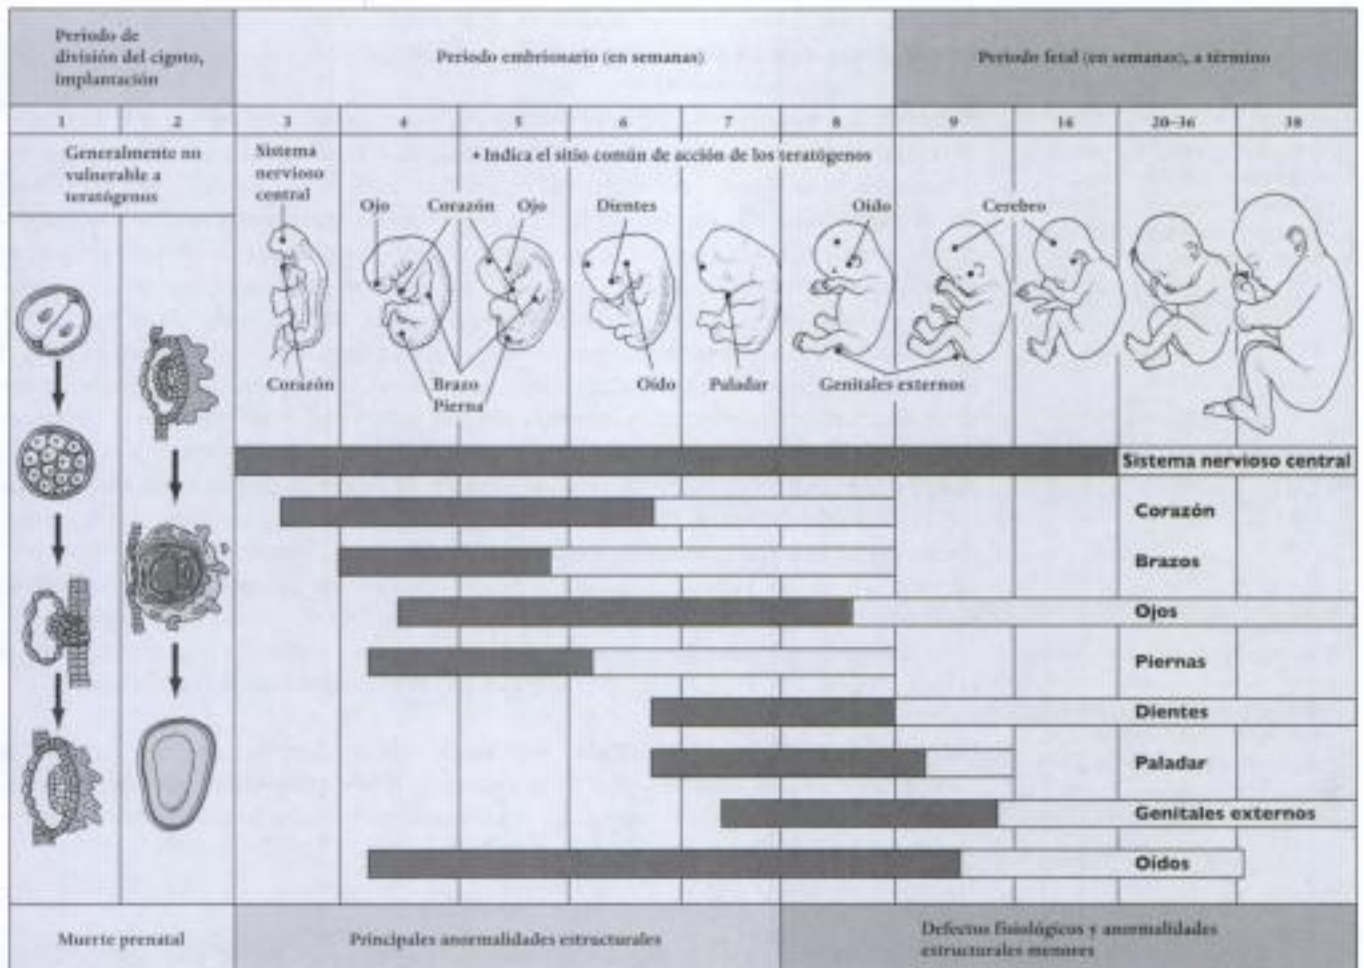 Periodo de
división del cigoto,
implantación
Periodo embrionario (en semanas)
Periodo fetal (en semanas), a término
1 2 3 4 5 6 7 8 9 16 20-36 38
Generalmente no
vulnerable a
teratógenos
Sistema
nervioso
central
• Indica el sitio común de acción de los teratógenos
Ojo Corazón Ojo Dientes Oido Cerebro
Corazón Brazo Oído Paladar Genitales externos
Pierna
Sistema nervioso central
Corazón
Brazos
Ojos
Piernas
Dientes
Paladar
Genitales externos
Oídos
Muerte prenatal
Principales anormalidades estructurales
Defectos fisiológicos y anormalidades
estructurales menores